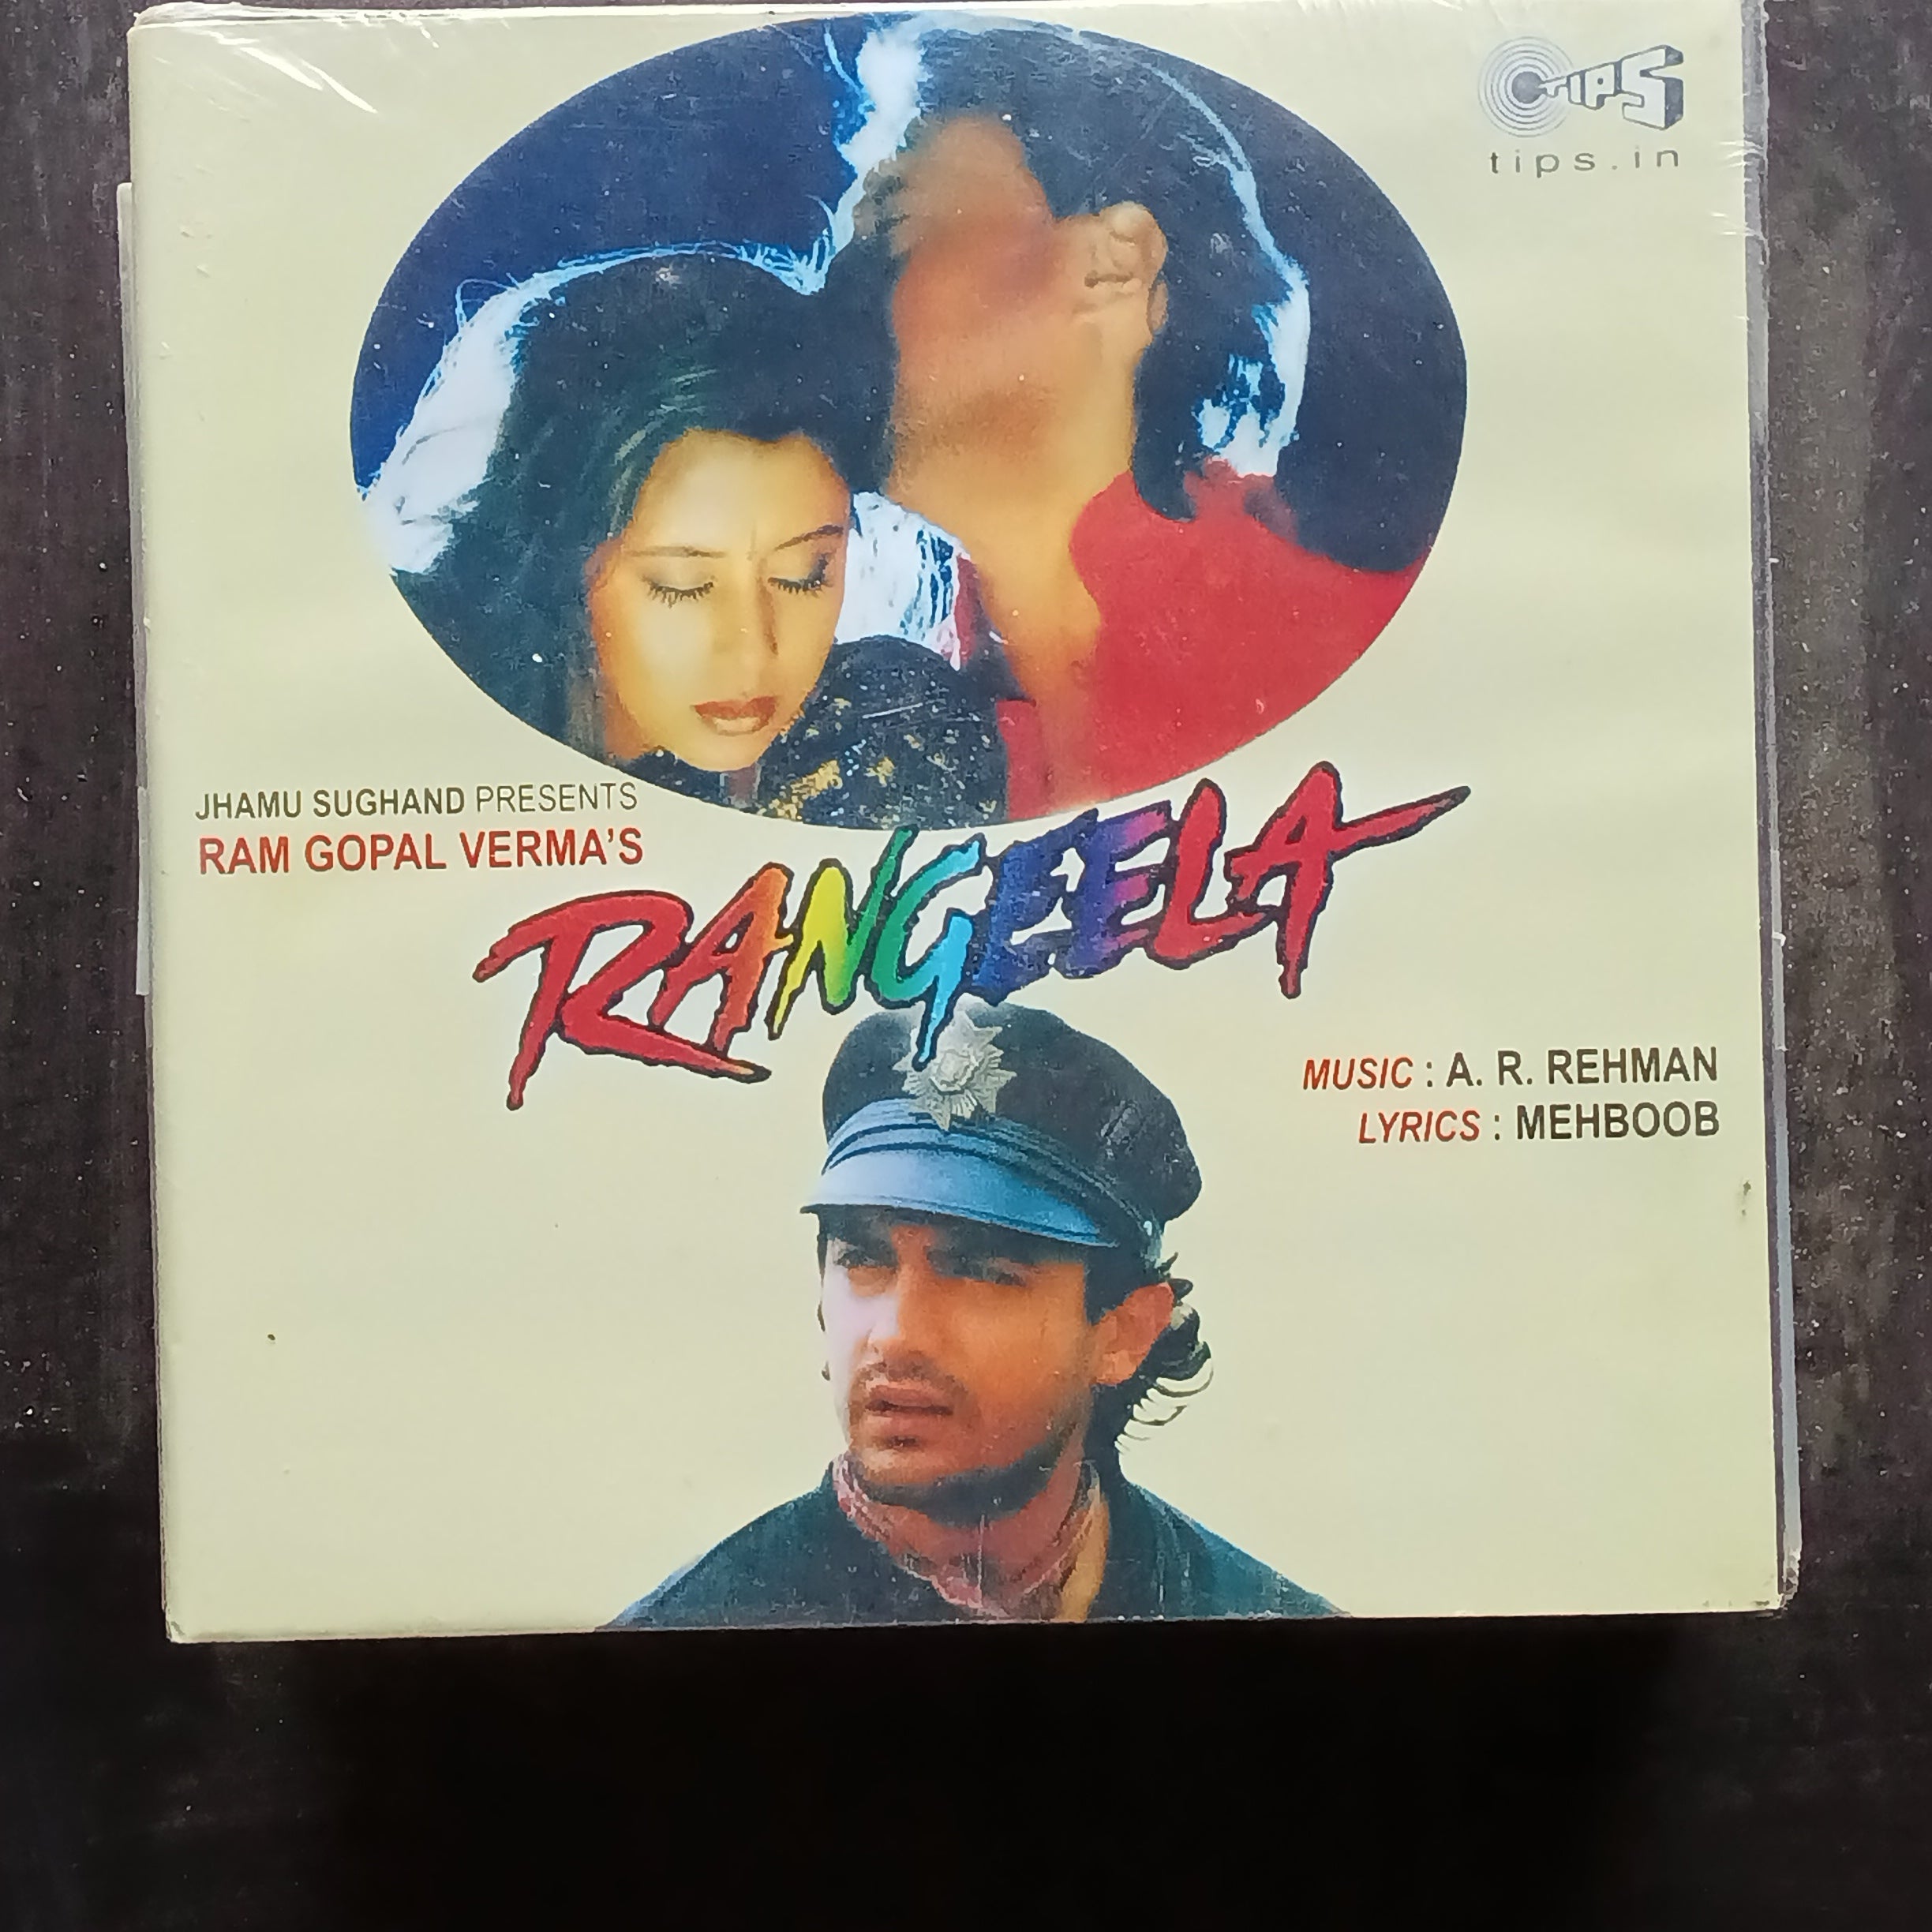 TIPS
tips.in
JHAMU SUGHAND PRESENTS
RAM GOPAL VERMA'S
RANGEELA
MUSIC : A. R. REHMAN
LYRICS : MEHBOOB